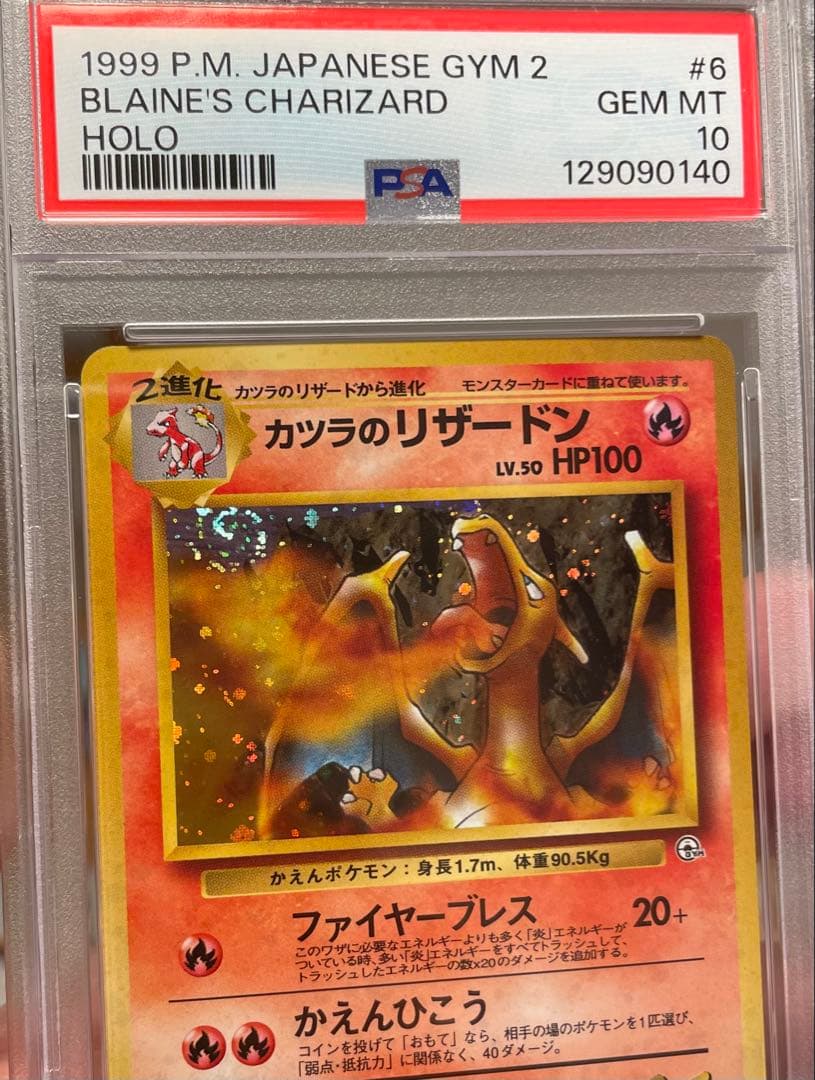 1999 P.M. JAPANESE GYM 2 #6
BLAINE'S CHARIZARD GEM MT
HOLO 10
PSA 129090140
2進化 カツラのリザードから進化 モンスターカードに重ねて使います。
カツラのリザードン
LV.50 HP100
GYM
かえんポケモン：身長1.7m、体重90.5Kg
ファイヤーブレス 20+
このワザに必要なエネルギーよりも多く「炎」エネルギーが
ついている時、多い「炎」エネルギーをすべてトラッシュして、
トラッシュしたエネルギーの数x20のダメージを追加する。
かえんひこう
コインを投げて「おもて」なら、相手の場のポケモンを1匹選び、
「弱点・抵抗力」に関係なく、40ダメージ。